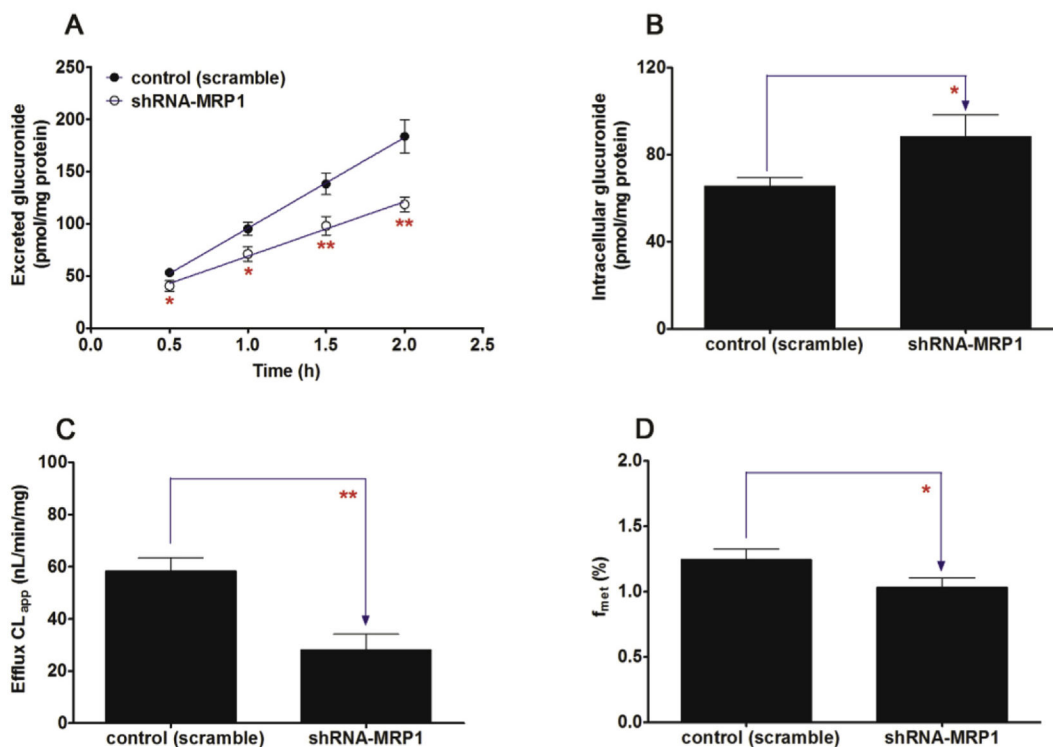 A
Excreted glucuronide
(pmol/mg protein)
250
200
150
100
50
0
control (scramble)
shRNA-MRP1
*
*
**
**
0.0
0.5
1.0
1.5
2.0
2.5
Time (h)
B
Intracellular glucuronide
(pmol/mg protein)
120
80
40
0
*
control (scramble)
shRNA-MRP1
C
Efflux CLapp (nL/min/mg)
100
80
60
40
20
0
**
control (scramble)
shRNA-MRP1
D
fmet (%)
2.0
1.5
1.0
0.5
0.0
*
control (scramble)
shRNA-MRP1